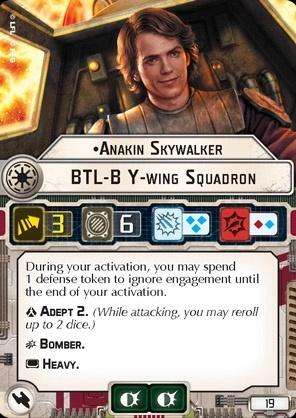 •Anakin Skywalker
BTL-B Y-wing Squadron
3
6
During your activation, you may spend
1 defense token to ignore engagement until
the end of your activation.
Adept 2. (While attacking, you may reroll
up to 2 dice.)
Bomber.
Heavy.
19